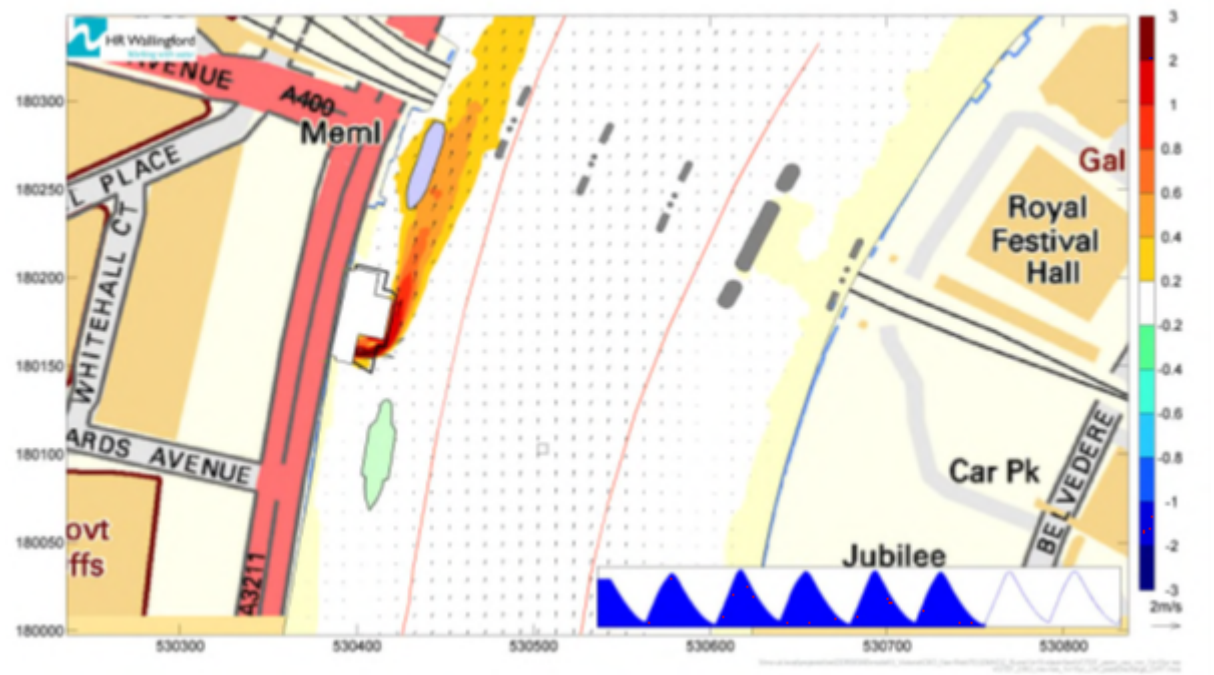 HR Wallingford
working with water
AVENUE
A400
Meml
L PLACE
WHITEHALL CT
ARDS AVENUE
ovt
ffs
A3211
Gal
Royal
Festival
Hall
Car Pk
BELVEDERE
Jubilee
180300
180250
180200
180150
180100
180050
180000
530300
530400
530500
530600
530700
530800
3
2
1
0.8
0.6
0.4
0.2
-0.2
-0.4
-0.6
-0.8
-1
-2
-3
2m/s